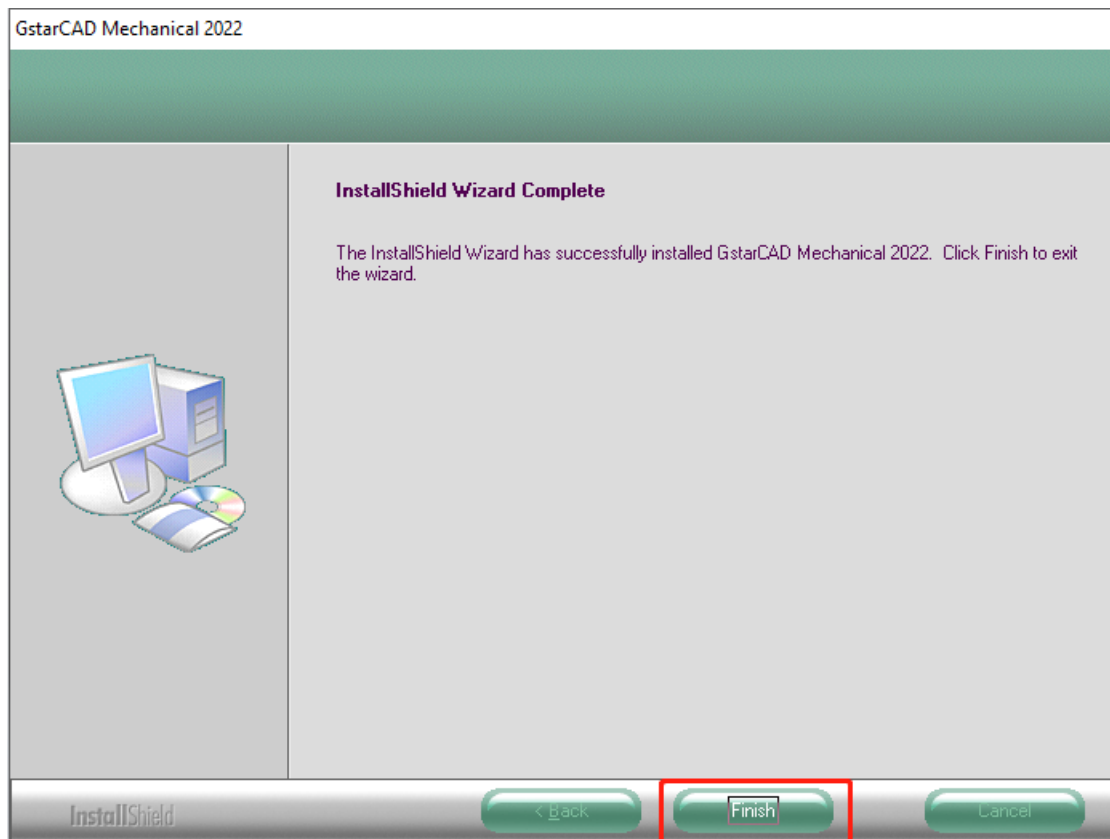 GstarCAD Mechanical 2022
InstallShield Wizard Complete
The InstallShield Wizard has successfully installed GstarCAD Mechanical 2022.  Click Finish to exit
the wizard.
InstallShield
< Back
Finish
Cancel